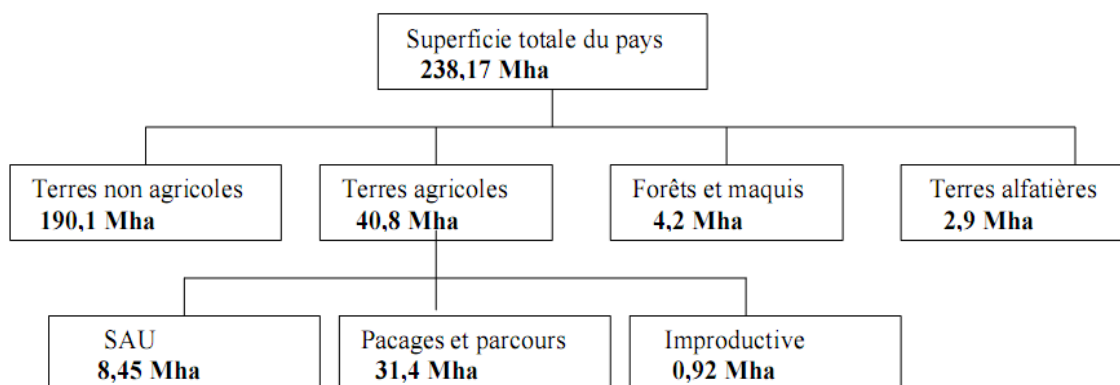 Superficie totale du pays
238,17 Mha
Terres non agricoles
190,1 Mha
Terres agricoles
40,8 Mha
Forêts et maquis
4,2 Mha
Terres alfatières
2,9 Mha
SAU
8,45 Mha
Pacages et parcours
31,4 Mha
Improductive
0,92 Mha